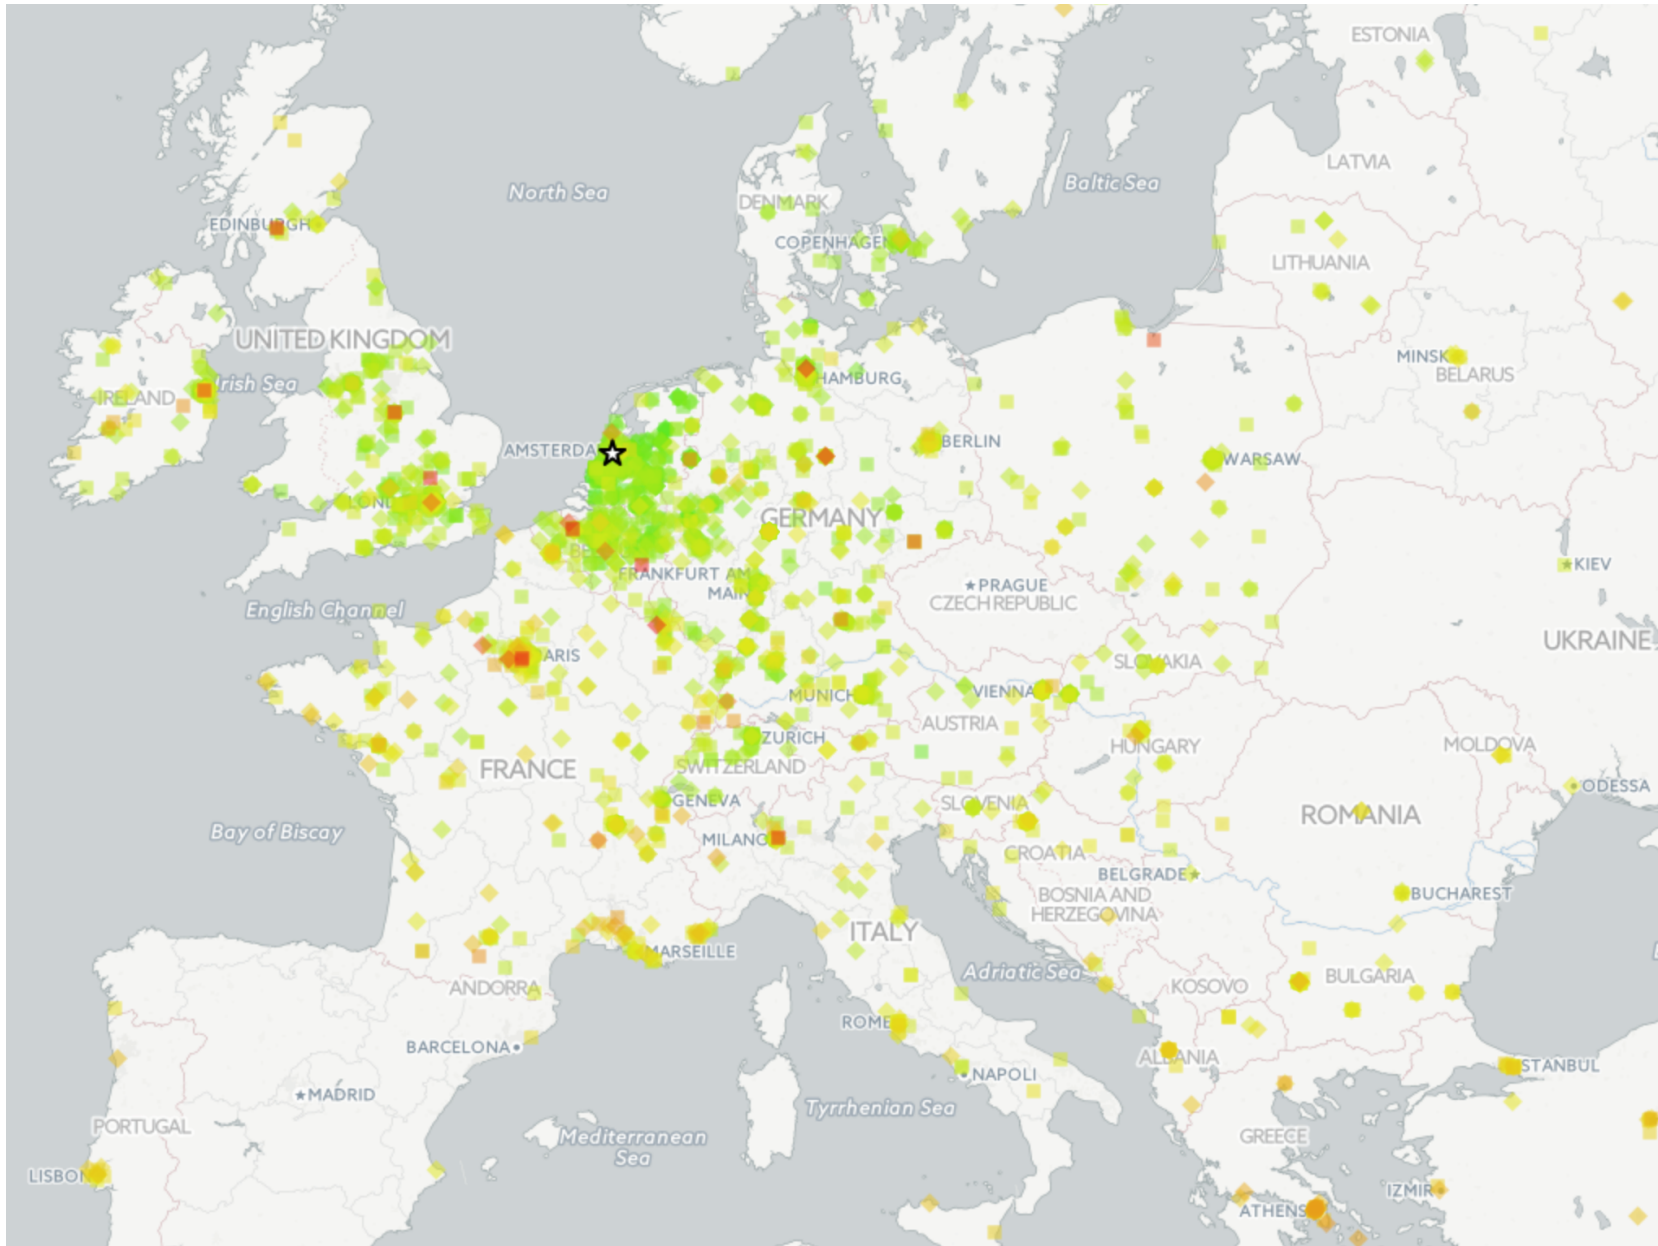 ESTONIA
LATVIA
North Sea
Baltic Sea
DENMARK
EDINBURGH
COPENHAGEN
LITHUANIA
UNITED KINGDOM
MINSK
BELARUS
Irish Sea
IRELAND
HAMBURG
AMSTERDA
BERLIN
WARSAW
LOND
GERMANY
KIEV
FRANKFURT AM
MAIN
PRAGUE
CZECH REPUBLIC
English Channel
UKRAINE
ARIS
SLOVAKIA
MUNICH
VIENNA
AUSTRIA
ZURICH
HUNGARY
MOLDOVA
FRANCE
SWITZERLAND
ODESSA
GENEVA
SLOVENIA
ROMANIA
Bay of Biscay
MILANO
CROATIA
BELGRADE
BOSNIA AND
HERZEGOVINA
BUCHAREST
ITALY
MARSEILLE
Adriatic Sea
BULGARIA
ANDORRA
KOSOVO
ROME
BARCELONA
ALBANIA
ISTANBUL
NAPOLI
MADRID
Tyrrhenian Sea
PORTUGAL
Mediterranean
Sea
GREECE
LISBON
IZMIR
ATHENS